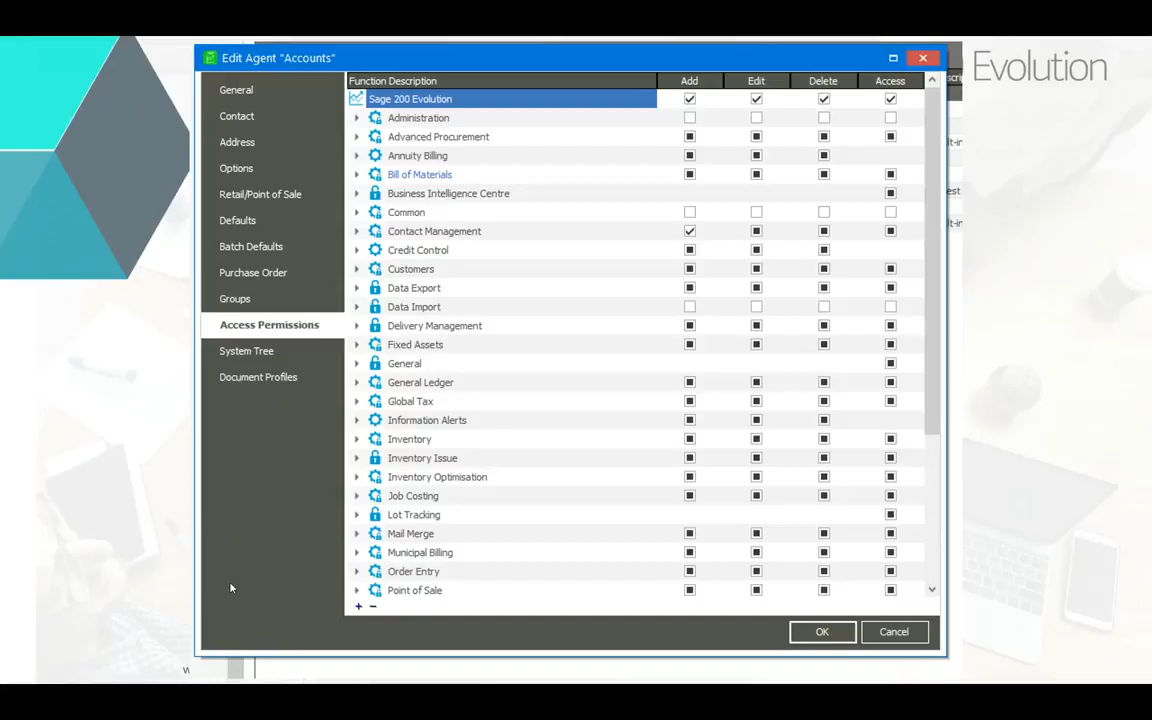 Edit Agent "Accounts"
Evolution
General
Contact
Address
Options
Retail/Point of Sale
Defaults
Batch Defaults
Purchase Order
Groups
Access Permissions
System Tree
Document Profiles
Function Description Add Edit Delete Access
Sage 200 Evolution
Administration
Advanced Procurement
Annuity Billing
Bill of Materials
Business Intelligence Centre
Common
Contact Management
Credit Control
Customers
Data Export
Data Import
Delivery Management
Fixed Assets
General
General Ledger
Global Tax
Information Alerts
Inventory
Inventory Issue
Inventory Optimisation
Job Costing
Lot Tracking
Mail Merge
Municipal Billing
Order Entry
Point of Sale
OK Cancel